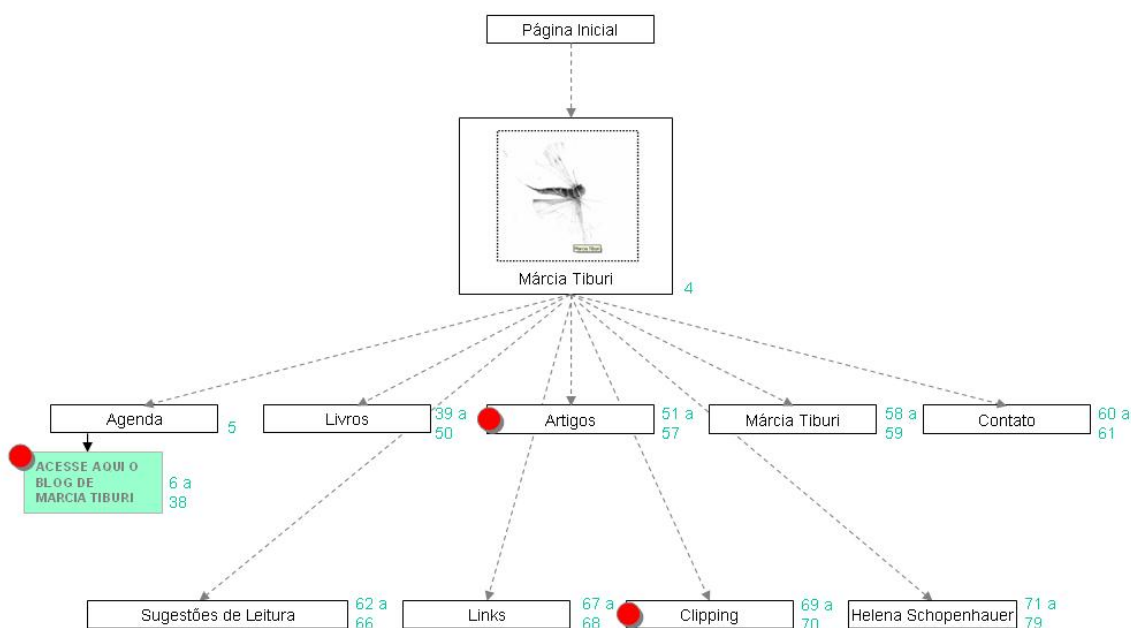 Página Inicial
Marcia Tiburi
Márcia Tiburi
4
Agenda
5
Livros
39 a
50
Artigos
51 a
57
Márcia Tiburi
58 a
59
Contato
60 a
61
ACESSE AQUI O
BLOG DE
MARCIA TIBURI
6 a
38
Sugestões de Leitura
62 a
66
Links
67 a
68
Clipping
69 a
70
Helena Schopenhauer
71 a
79